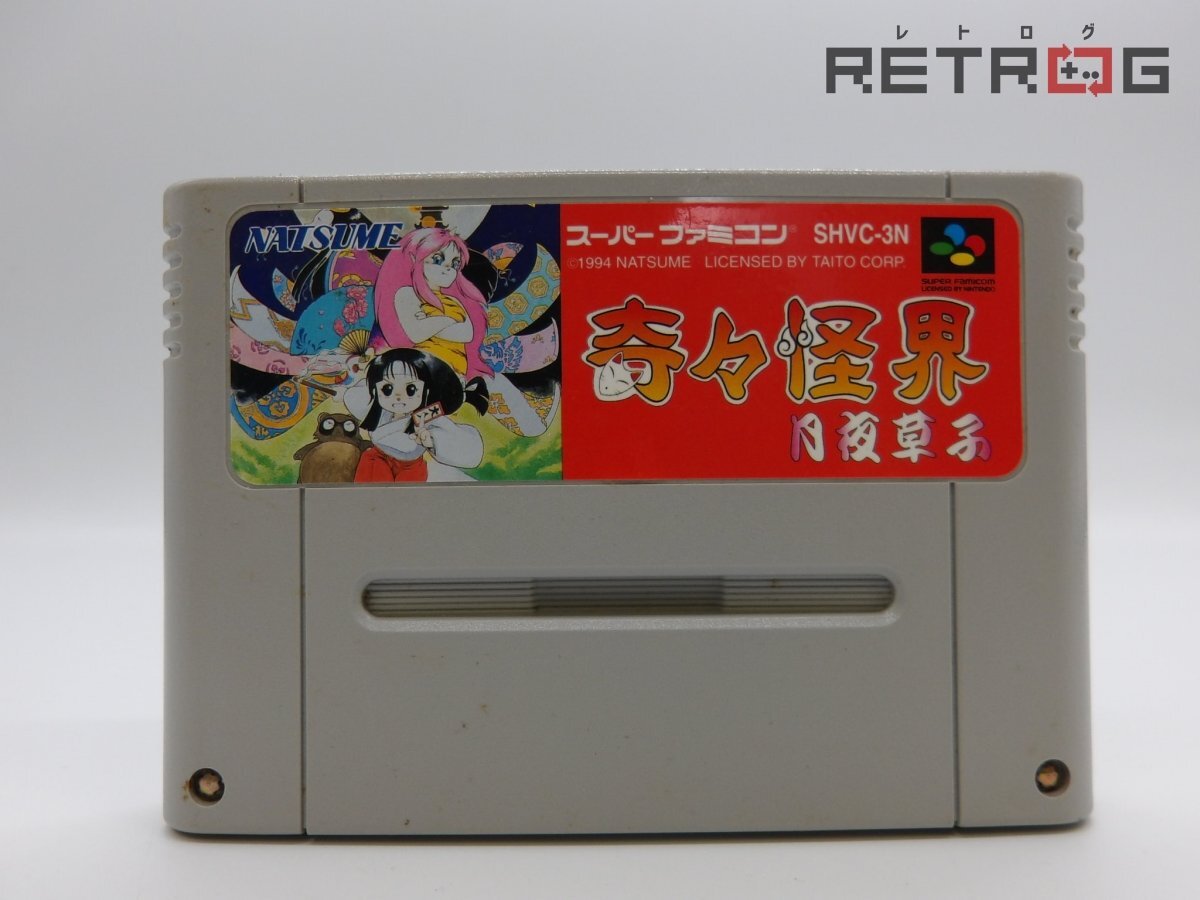 レトログ
RETROG
NATSUME
スーパーファミコン® SHVC-3N
©1994 NATSUME LICENSED BY TAITO CORP.
SUPER FAMICOM
LICENSED BY NINTENDO
奇々怪界
月夜草子